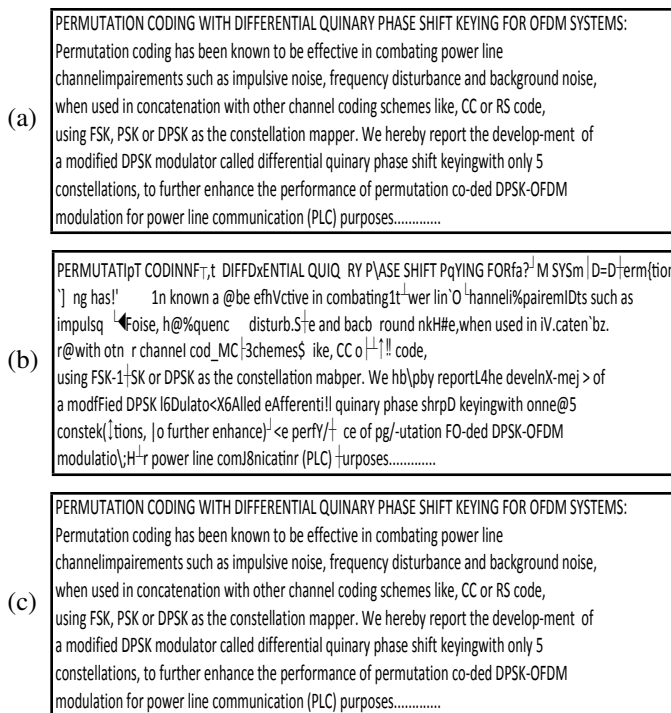 (a)
PERMUTATION CODING WITH DIFFERENTIAL QUINARY PHASE SHIFT KEYING FOR OFDM SYSTEMS:
Permutation coding has been known to be effective in combating power line
channelimpairements such as impulsive noise, frequency disturbance and background noise,
when used in concatenation with other channel coding schemes like, CC or RS code,
using FSK, PSK or DPSK as the constellation mapper. We hereby report the develop-ment of
a modified DPSK modulator called differential quinary phase shift keyingwith only 5
constellations, to further enhance the performance of permutation co-ded DPSK-OFDM
modulation for power line communication (PLC) purposes.............
(b)
PERMUTATIpT CODINNF┬,t DIFFDxENTIAL QUIQ RY P\ASE SHIFT PqYING FORfa?┘M SYSm│D=D┼erm{tion
`] ng has!' 1n known a @be efhVctive in combating1t┴wer lin`O└hanneli%pairemIDts such as
impulsq └◄Foise, h@%quenc disturb.S┼e and bacb round nkH#e,when used in iV.caten`bz.
r@with otn r channel cod_MC├3chemes$ ike, CC o├┴↑‼ code,
using FSK-1┼SK or DPSK as the constellation mabper. We hb\pby reportL4he develnX-mej > of
a modfFied DPSK l6Dulato<X6Alled eAfferenti!l quinary phase shrpD keyingwith onne@5
constek(↨tions, |o further enhance)┘<e perfY/┼ ce of pg/-utation FO-ded DPSK-OFDM
modulatio\;H┴r power line comJ8nicatinr (PLC) ┼urposes.............
(c)
PERMUTATION CODING WITH DIFFERENTIAL QUINARY PHASE SHIFT KEYING FOR OFDM SYSTEMS:
Permutation coding has been known to be effective in combating power line
channelimpairements such as impulsive noise, frequency disturbance and background noise,
when used in concatenation with other channel coding schemes like, CC or RS code,
using FSK, PSK or DPSK as the constellation mapper. We hereby report the develop-ment of
a modified DPSK modulator called differential quinary phase shift keyingwith only 5
constellations, to further enhance the performance of permutation co-ded DPSK-OFDM
modulation for power line communication (PLC) purposes.............